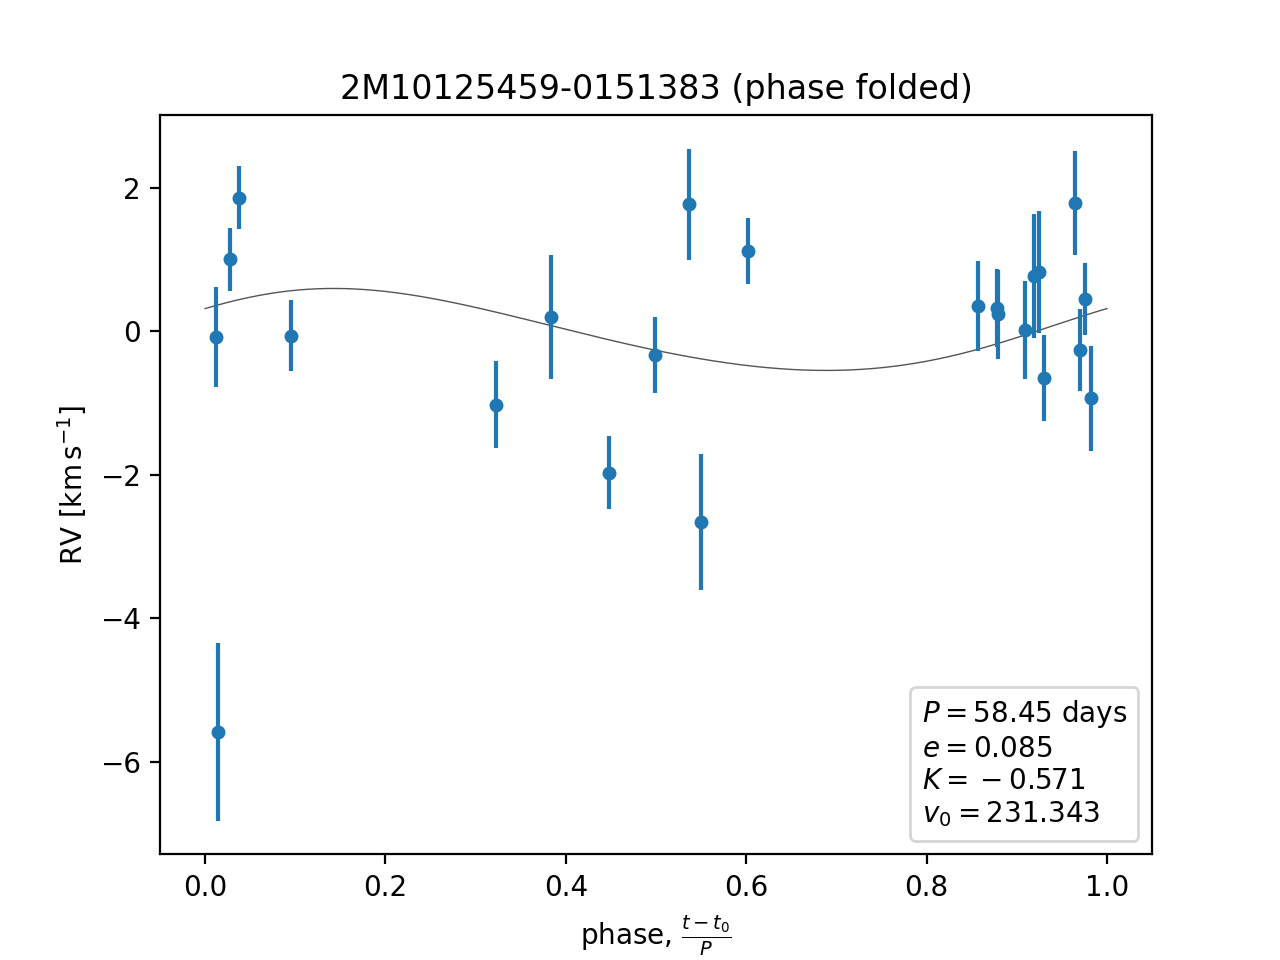 2M10125459-0151383 (phase folded)
RV [km s⁻¹]
2
0
−2
−4
−6
P = 58.45 days
e = 0.085
K = −0.571
v₀ = 231.343
0.0 0.2 0.4 0.6 0.8 1.0
phase, (t − t₀)/P